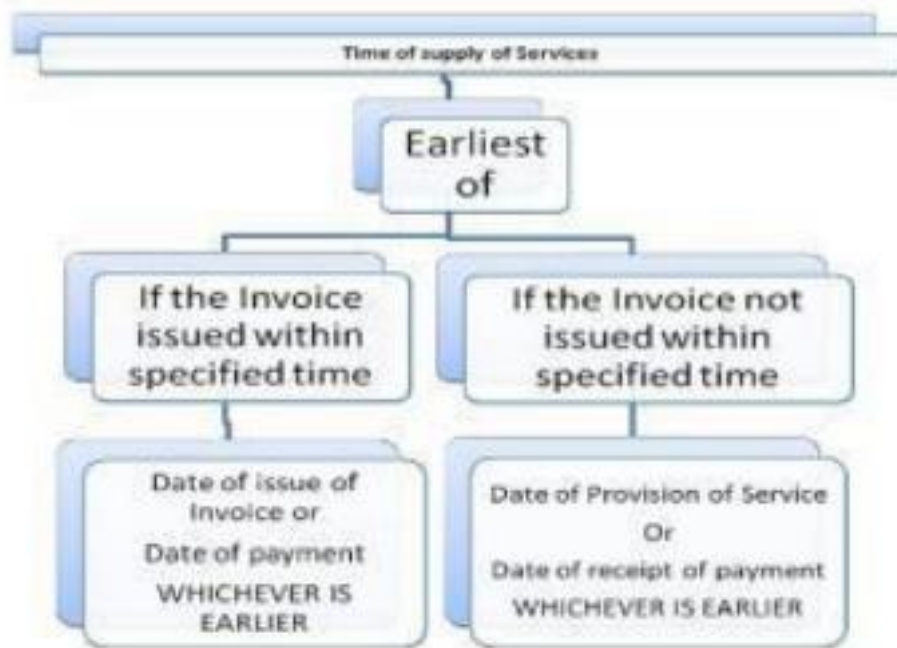 Time of supply of Services
Earliest
of
If the Invoice
issued within
specified time
If the Invoice not
issued within
specified time
Date of issue of
Invoice or
Date of payment
WHICHEVER IS
EARLIER
Date of Provision of Service
Or
Date of receipt of payment
WHICHEVER IS EARLIER